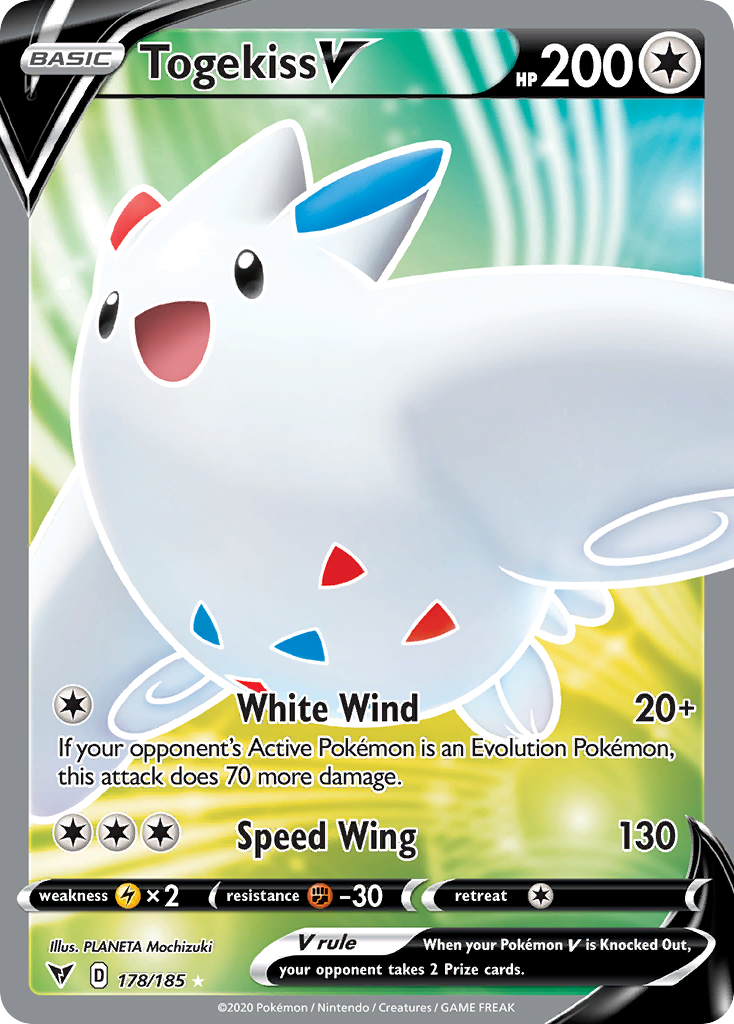 BASIC Togekiss V HP 200
White Wind 20+
If your opponent's Active Pokémon is an Evolution Pokémon,
this attack does 70 more damage.
Speed Wing 130
weakness ×2 resistance -30 retreat
Illus. PLANETA Mochizuki
V rule When your Pokémon V is Knocked Out,
your opponent takes 2 Prize cards.
D 178/185
©2020 Pokémon / Nintendo / Creatures / GAME FREAK